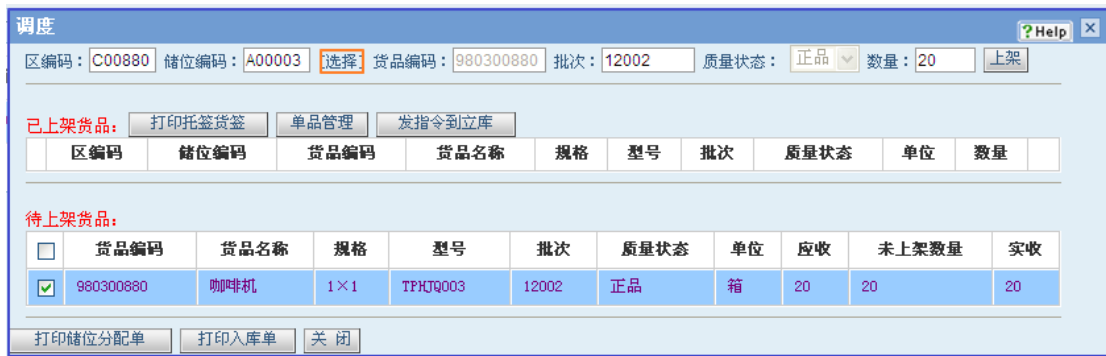 调度 ?Help
区编码：C00880 储位编码：A00003 [选择] 货品编码：980300880 批次：12002 质量状态： 正品 数量：20 上架
已上架货品： 打印托签货签 单品管理 发指令到立库
区编码 储位编码 货品编码 货品名称 规格 型号 批次 质量状态 单位 数量
待上架货品：
货品编码 货品名称 规格 型号 批次 质量状态 单位 应收 未上架数量 实收
980300880 咖啡机 1×1 TPHJQ003 12002 正品 箱 20 20 20
打印储位分配单 打印入库单 关 闭